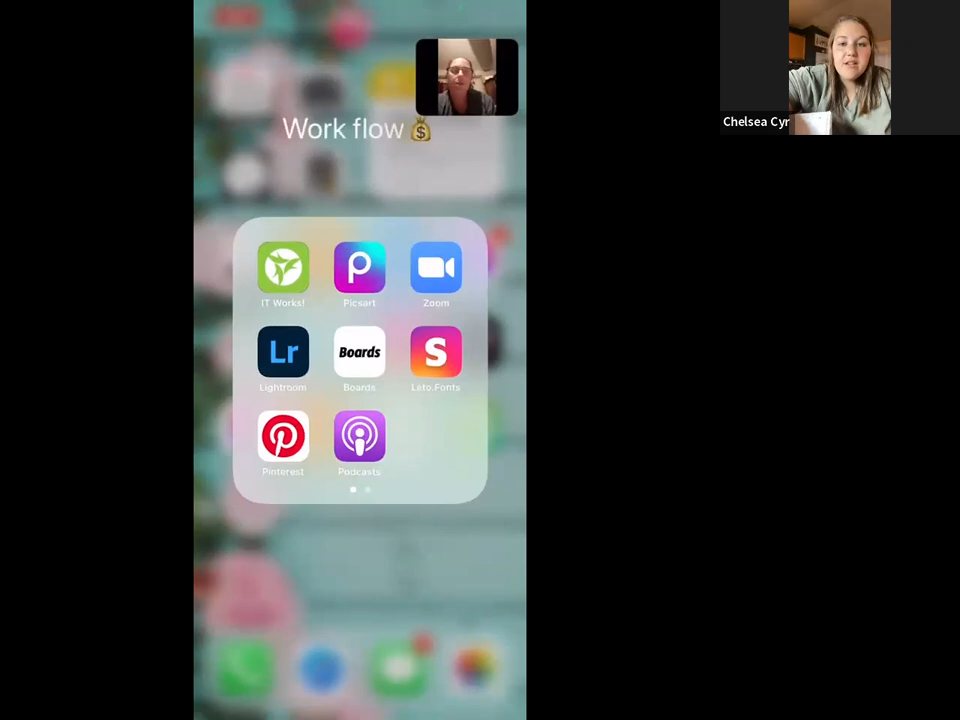 Work flow 💰
IT Works!
Picsart
Zoom
Lr
Boards
S
Lightroom
Boards
Leto.Fonts
Pinterest
Podcasts
Chelsea Cyr